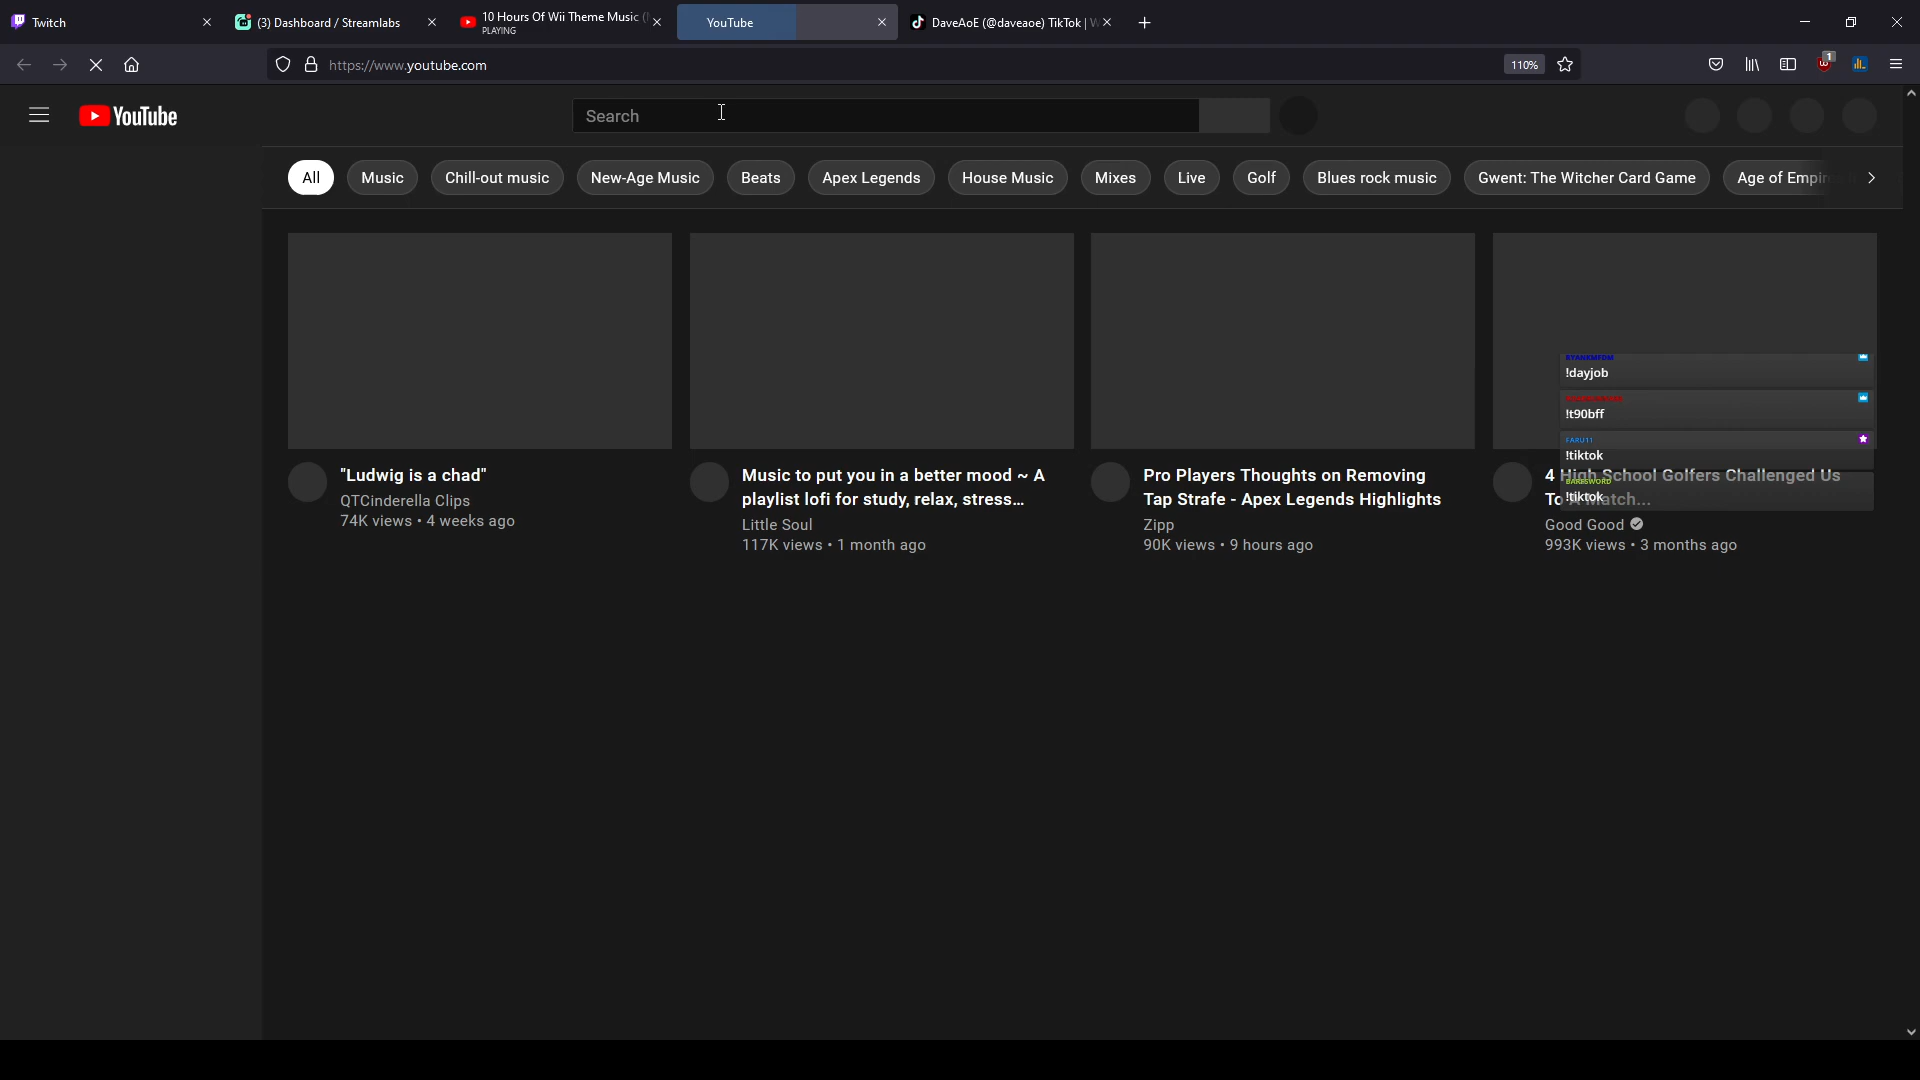 Twitch
(3) Dashboard / Streamlabs
10 Hours Of Wii Theme Music
PLAYING
YouTube
DaveAoE (@daveaoe) TikTok |
https://www.youtube.com
110%
1
YouTube
Search
All
Music
Chill-out music
New-Age Music
Beats
Apex Legends
House Music
Mixes
Live
Golf
Blues rock music
Gwent: The Witcher Card Game
Age of Empir
!dayjob
!t90bff
FARU11
!tiktok
BARESWORD
!tiktok
"Ludwig is a chad"
QTCinderella Clips
74K views • 4 weeks ago
Music to put you in a better mood ~ A
playlist lofi for study, relax, stress...
Little Soul
117K views • 1 month ago
Pro Players Thoughts on Removing
Tap Strafe - Apex Legends Highlights
Zipp
90K views • 9 hours ago
4 High School Golfers Challenged Us
To A Match...
Good Good
993K views • 3 months ago